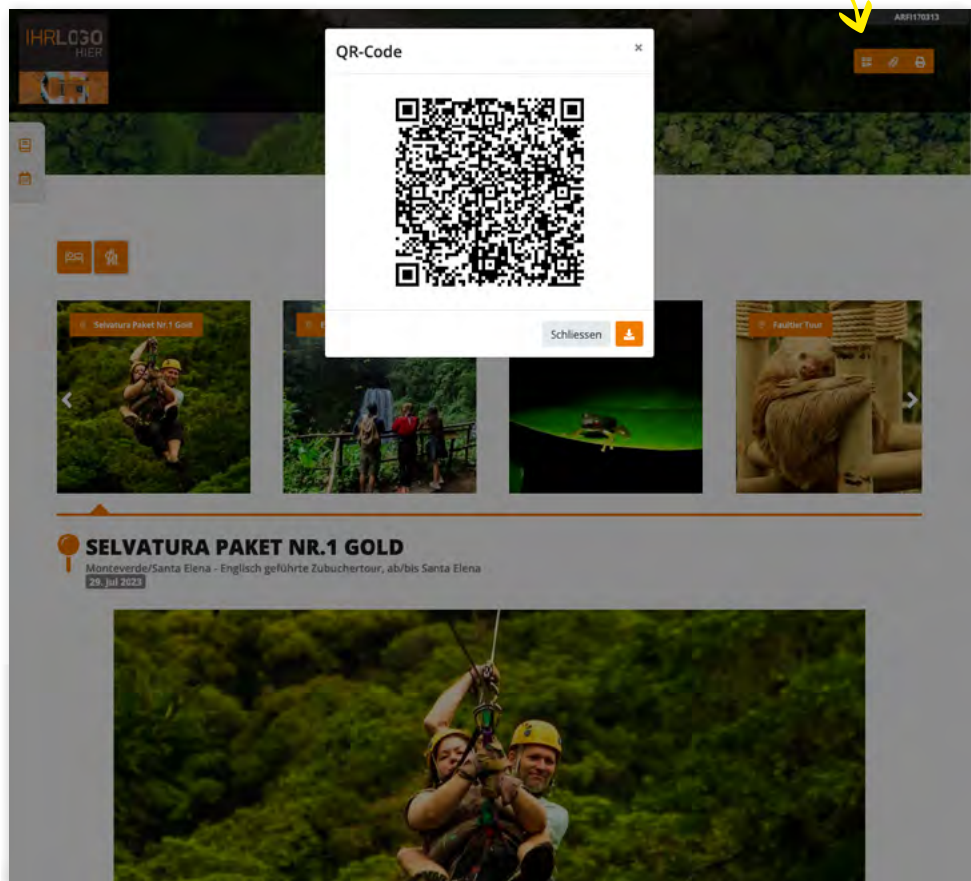 ARFI170313
IHRLOGO
HIER
QR-Code
×
Schliessen
Selvatura Paket Nr.1 Gold
Faultier Tour
SELVATURA PAKET NR.1 GOLD
Monteverde/Santa Elena - Englisch geführte Zubuchertour, ab/bis Santa Elena
29. Jul 2023